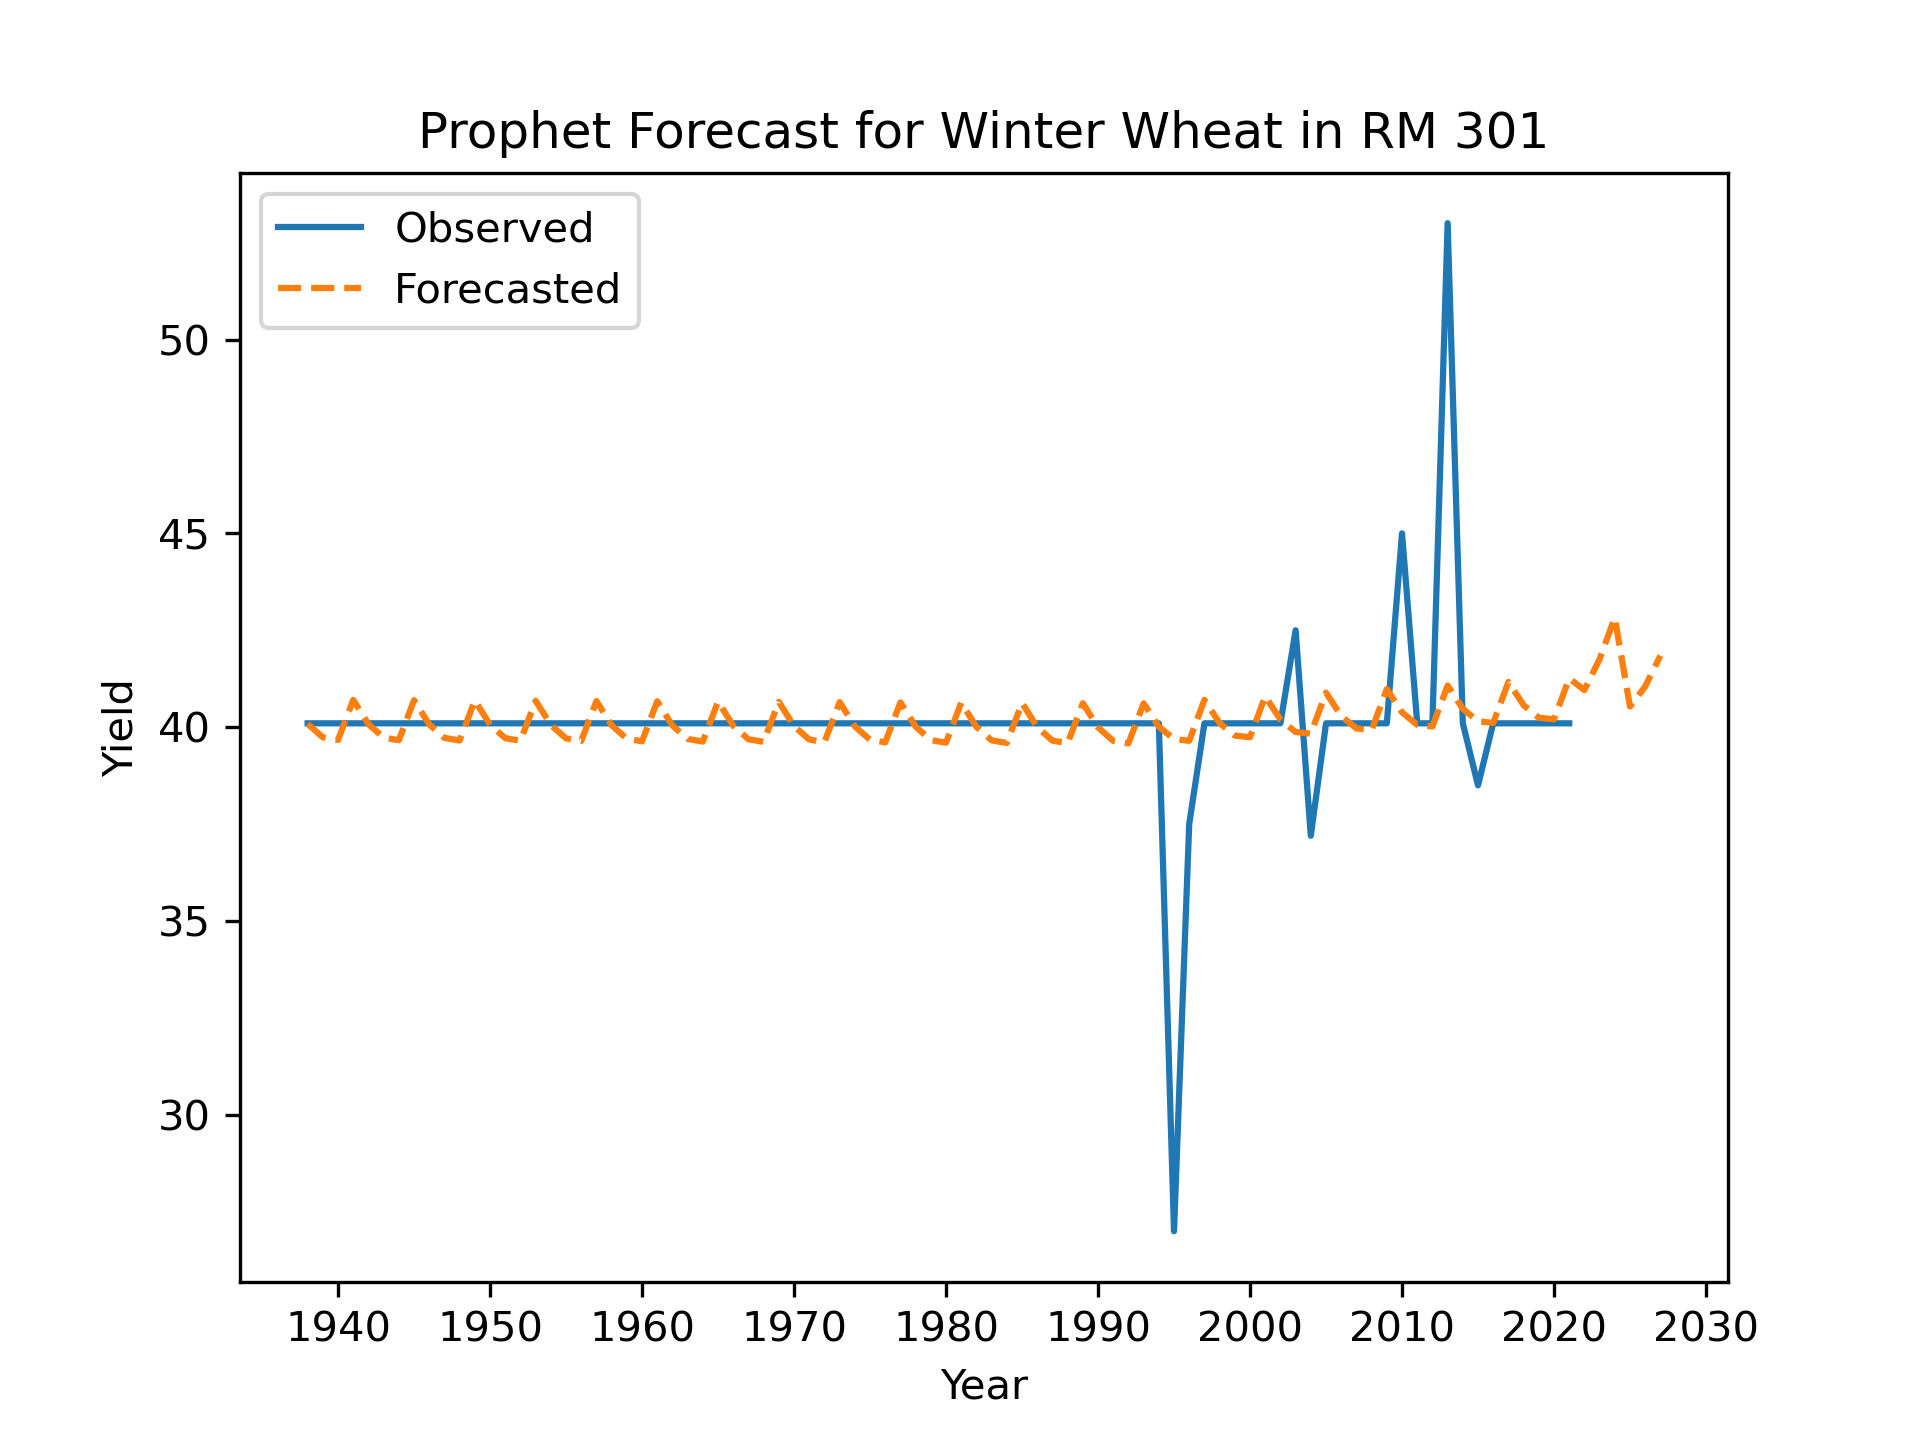 Prophet Forecast for Winter Wheat in RM 301
Observed
Forecasted
50
45
40
35
30
Yield
1940 1950 1960 1970 1980 1990 2000 2010 2020 2030
Year